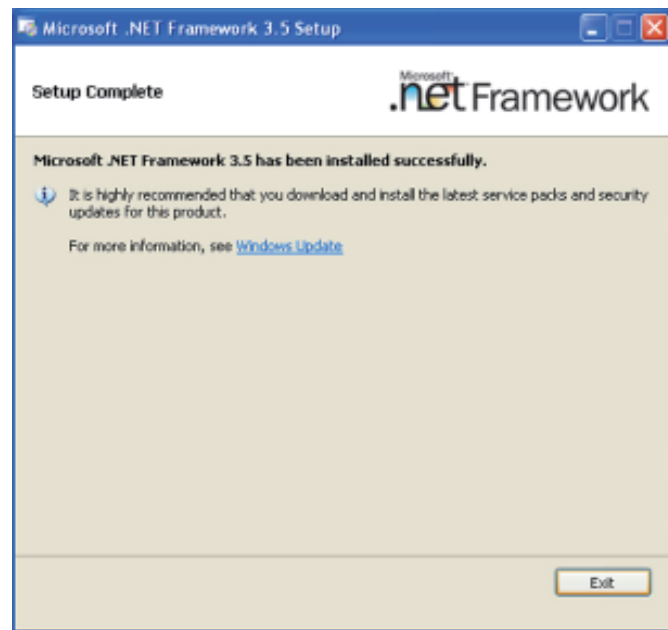 Microsoft .NET Framework 3.5 Setup
Setup Complete
Microsoft
.net Framework
Microsoft .NET Framework 3.5 has been installed successfully.
It is highly recommended that you download and install the latest service packs and security
updates for this product.
For more information, see Windows Update
Exit